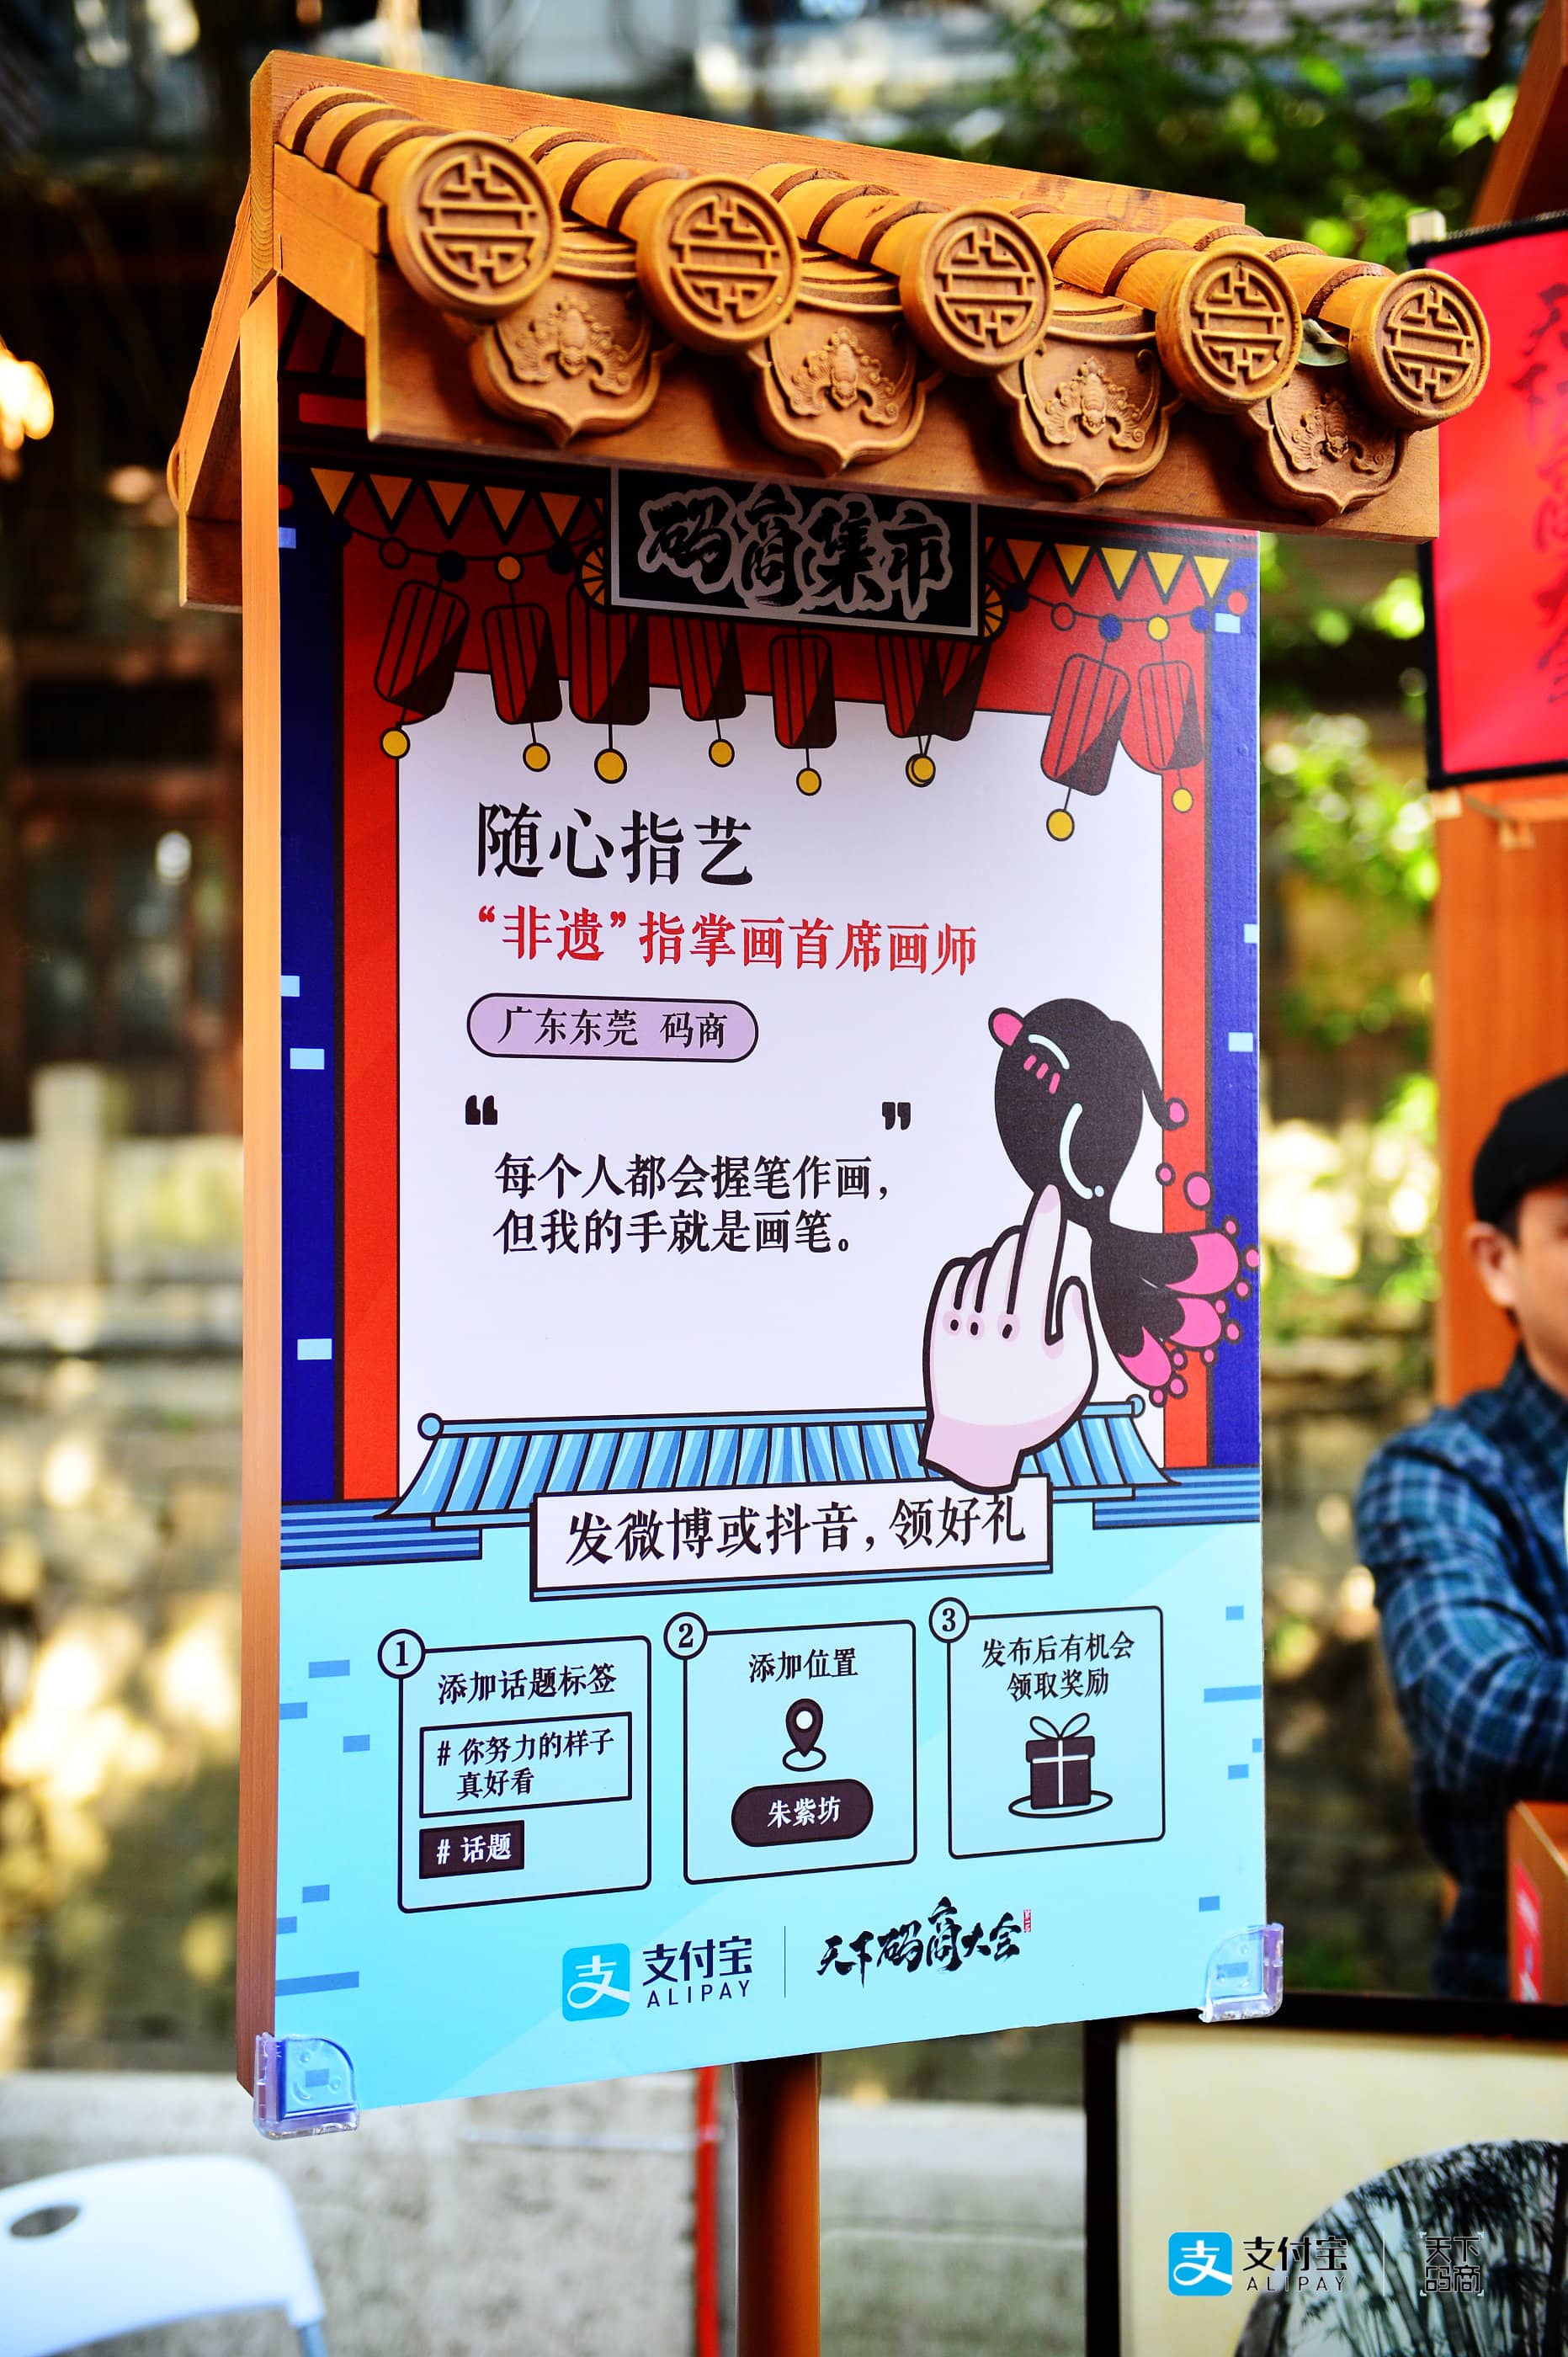 码商集市
随心指艺
“非遗”指掌画首席画师
广东东莞 码商
“ ”
每个人都会握笔作画，
但我的手就是画笔。
发微博或抖音，领好礼
1
添加话题标签
# 你努力的样子
真好看
# 话题
2
添加位置
朱紫坊
3
发布后有机会
领取奖励
支 支付宝
ALIPAY
天下码商大会
支 支付宝
ALIPAY
天下
码商